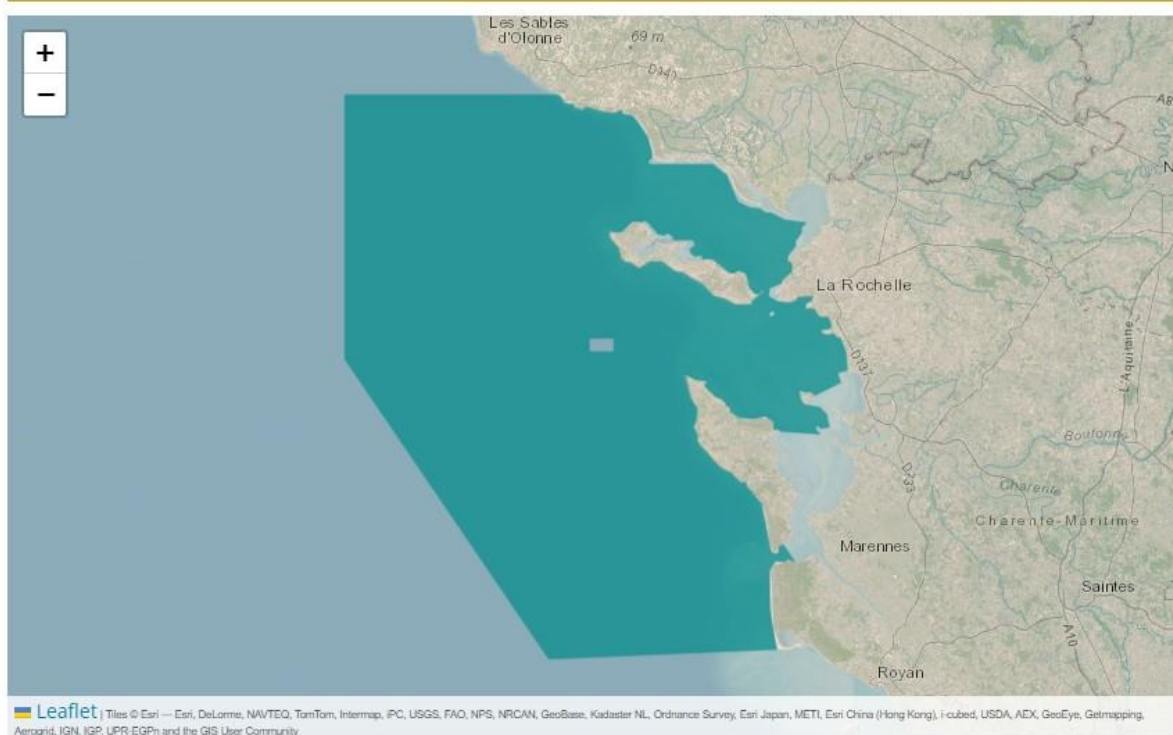 Les Sables
d'Olonne
69 m
+
D949
−
N
La Rochelle
L'Aquitaine
D137
Boutonne
D733
Charente
Charente-Maritime
Marennes
Saintes
A10
Royan
Leaflet | Tiles © Esri — Esri, DeLorme, NAVTEQ, TomTom, Intermap, iPC, USGS, FAO, NPS, NRCAN, GeoBase, Kadaster NL, Ordnance Survey, Esri Japan, METI, Esri China (Hong Kong), i-cubed, USDA, AEX, GeoEye, Getmapping,
Aerogrid, IGN, IGP, UPR-EGPn and the GIS User Community